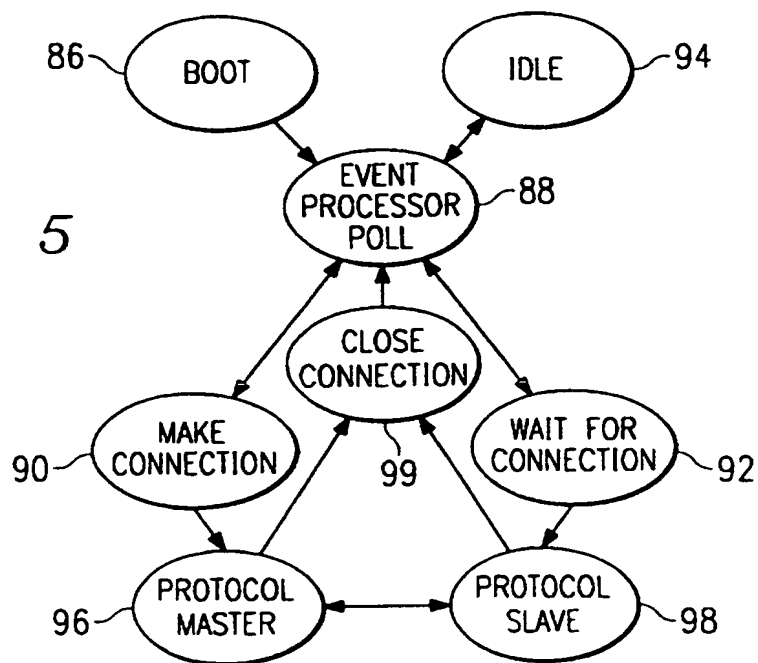 86
BOOT
IDLE
94
EVENT
PROCESSOR
POLL
88
5
CLOSE
CONNECTION
99
MAKE
CONNECTION
90
WAIT FOR
CONNECTION
92
PROTOCOL
MASTER
96
PROTOCOL
SLAVE
98